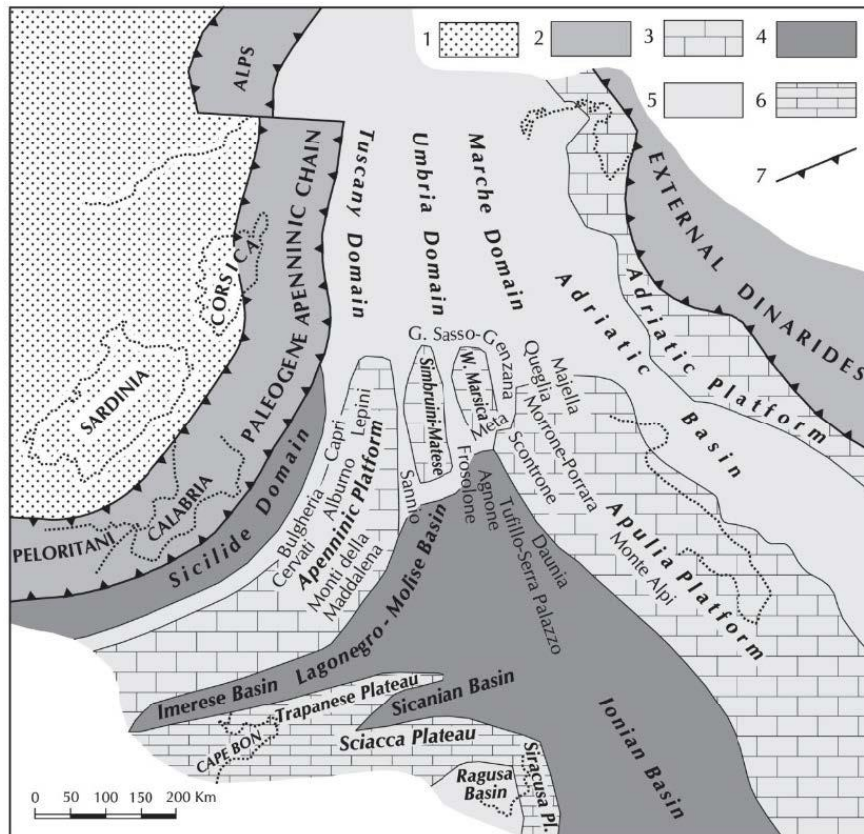 1
2
3
4
5
6
7
ALPS
Tuscany Domain
Umbria Domain
Marche Domain
EXTERNAL DINARIDES
CORSICA
PALEOGENE APENNINIC CHAIN
SARDINIA
Adriatic Platform
Adriatic Basin
G. Sasso-Genzana
Simbruini-Matese
W. Marsica
Meta
Queglia
Majella
Morrone-Porrara
Scontrone
Lepini
Capri
Alburno
Apenninic Platform
Bulgheria
Cervati
Monti della
Maddalena
Sannio
Frosolone
Agnone
Tufillo-Serra Palazzo
Daunia
Monte Alpi
Apulia Platform
CALABRIA
PELORITANI
Sicilide Domain
Lagonegro - Molise Basin
Imerese Basin
Trapanese Plateau
Sicanian Basin
Sciacca Plateau
CAPE BON
Ragusa
Basin
Siracusa Pl.
Ionian Basin
0 50 100 150 200 Km